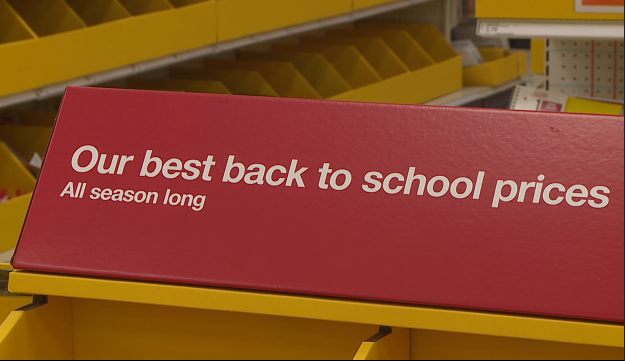 Our best back to school prices
All season long